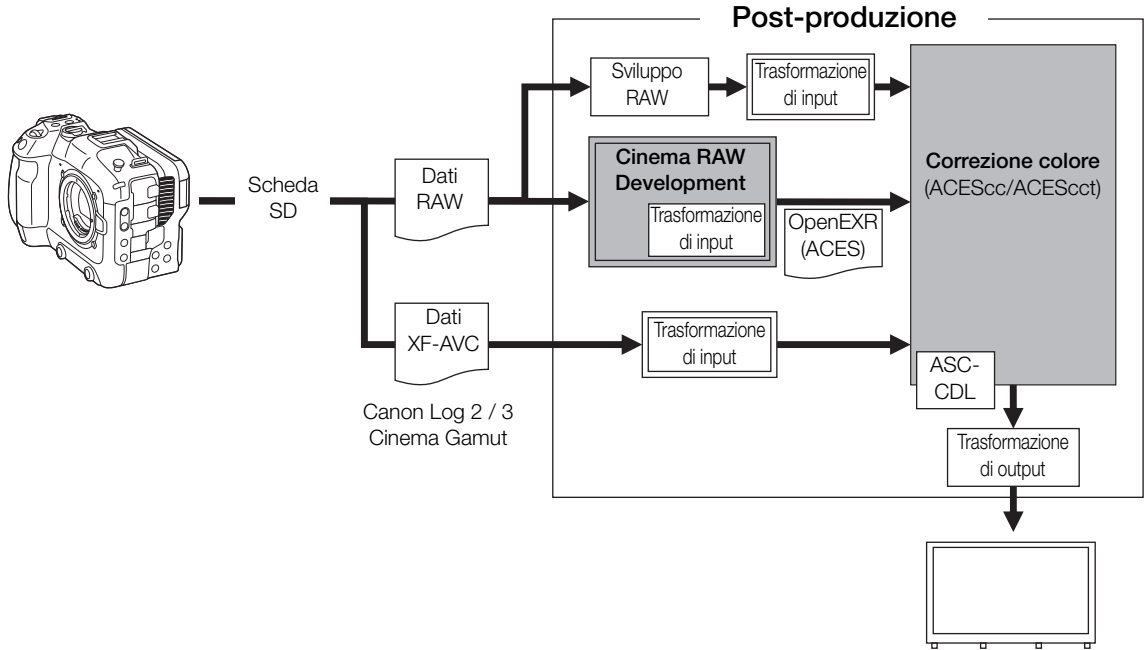 Post-produzione
Sviluppo
RAW
Trasformazione
di input
Cinema RAW
Development
Trasformazione
di input
OpenEXR
(ACES)
Correzione colore
(ACEScc/ACEScct)
Scheda
SD
Dati
RAW
Dati
XF-AVC
Canon Log 2 / 3
Cinema Gamut
Trasformazione
di input
ASC-
CDL
Trasformazione
di output